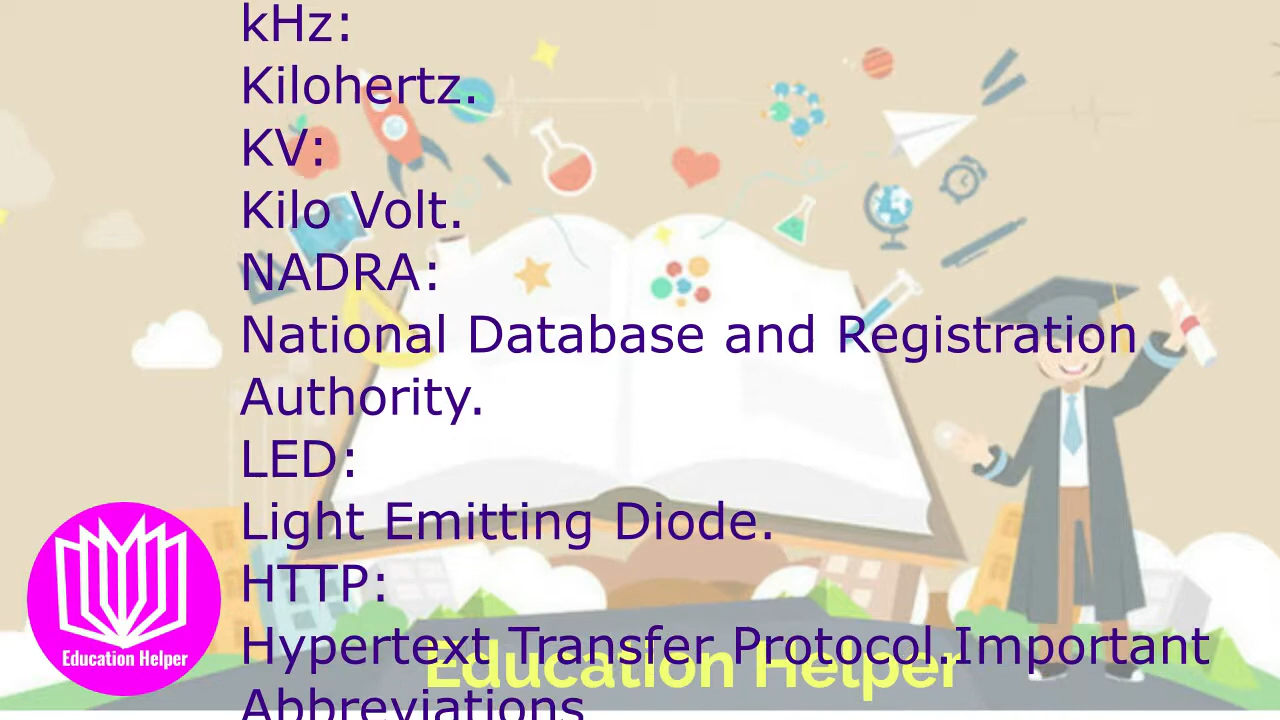 kHz:
Kilohertz.
KV:
Kilo Volt.
NADRA:
National Database and Registration
Authority.
LED:
Light Emitting Diode.
HTTP:
Hypertext Transfer Protocol.Important
Abbreviations
Education Helper
Education Helper